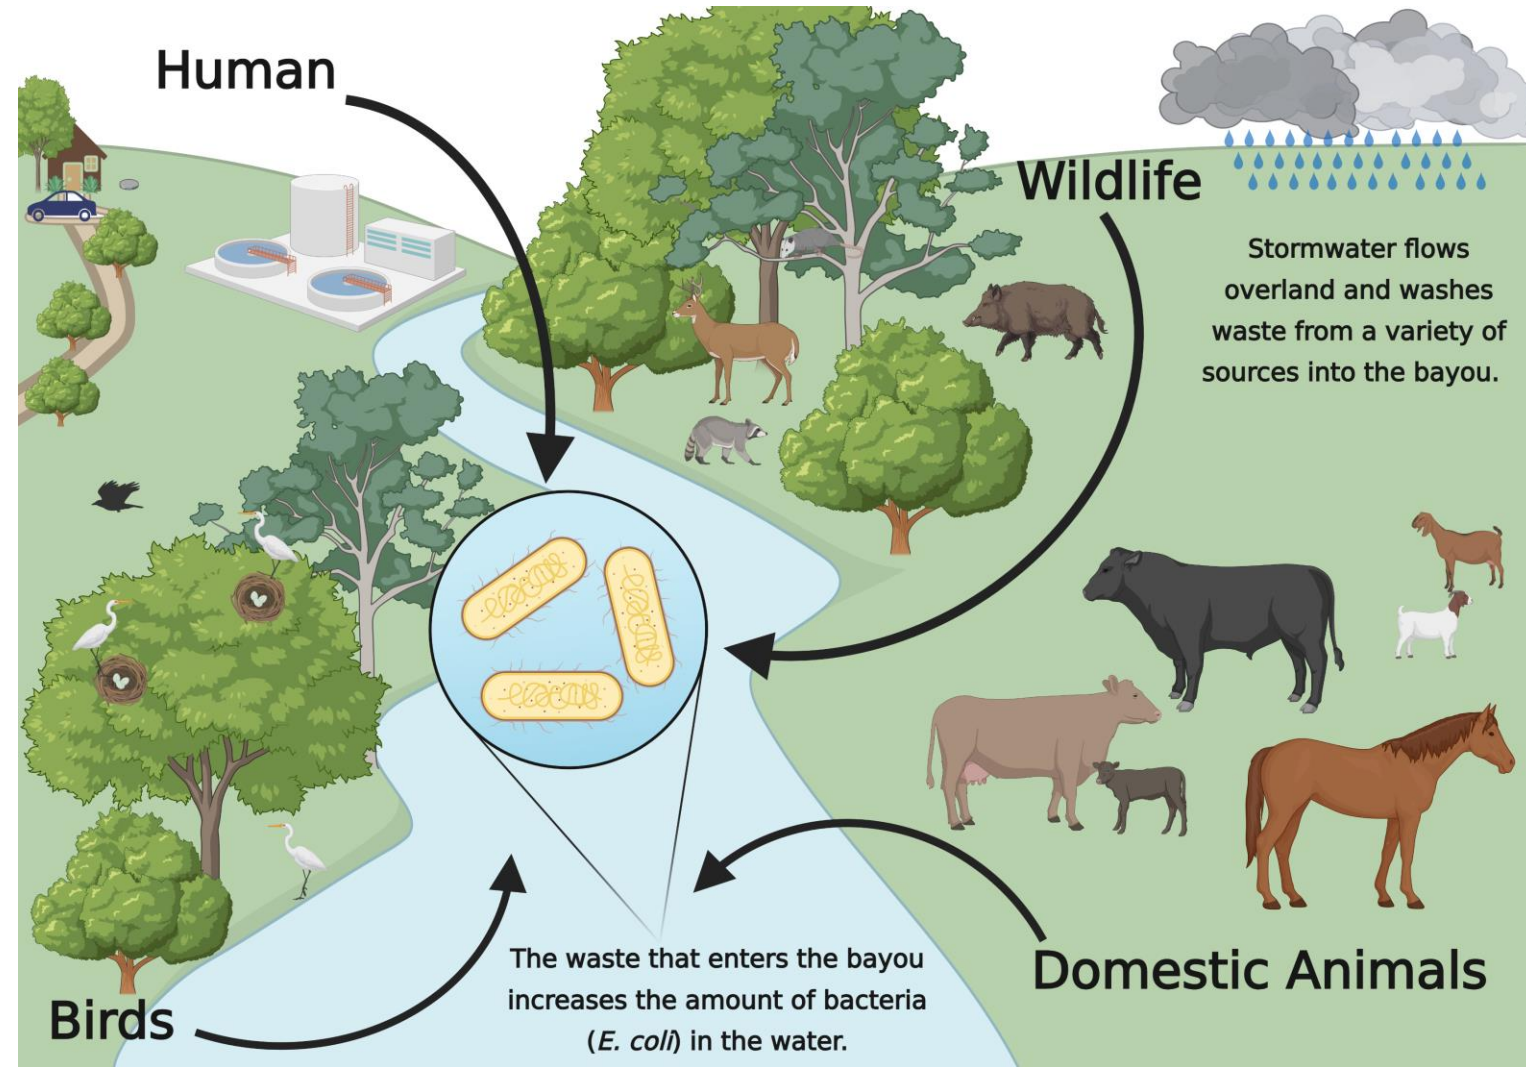 Human
Wildlife
Stormwater flows
overland and washes
waste from a variety of
sources into the bayou.
The waste that enters the bayou
increases the amount of bacteria
(E. coli) in the water.
Domestic Animals
Birds